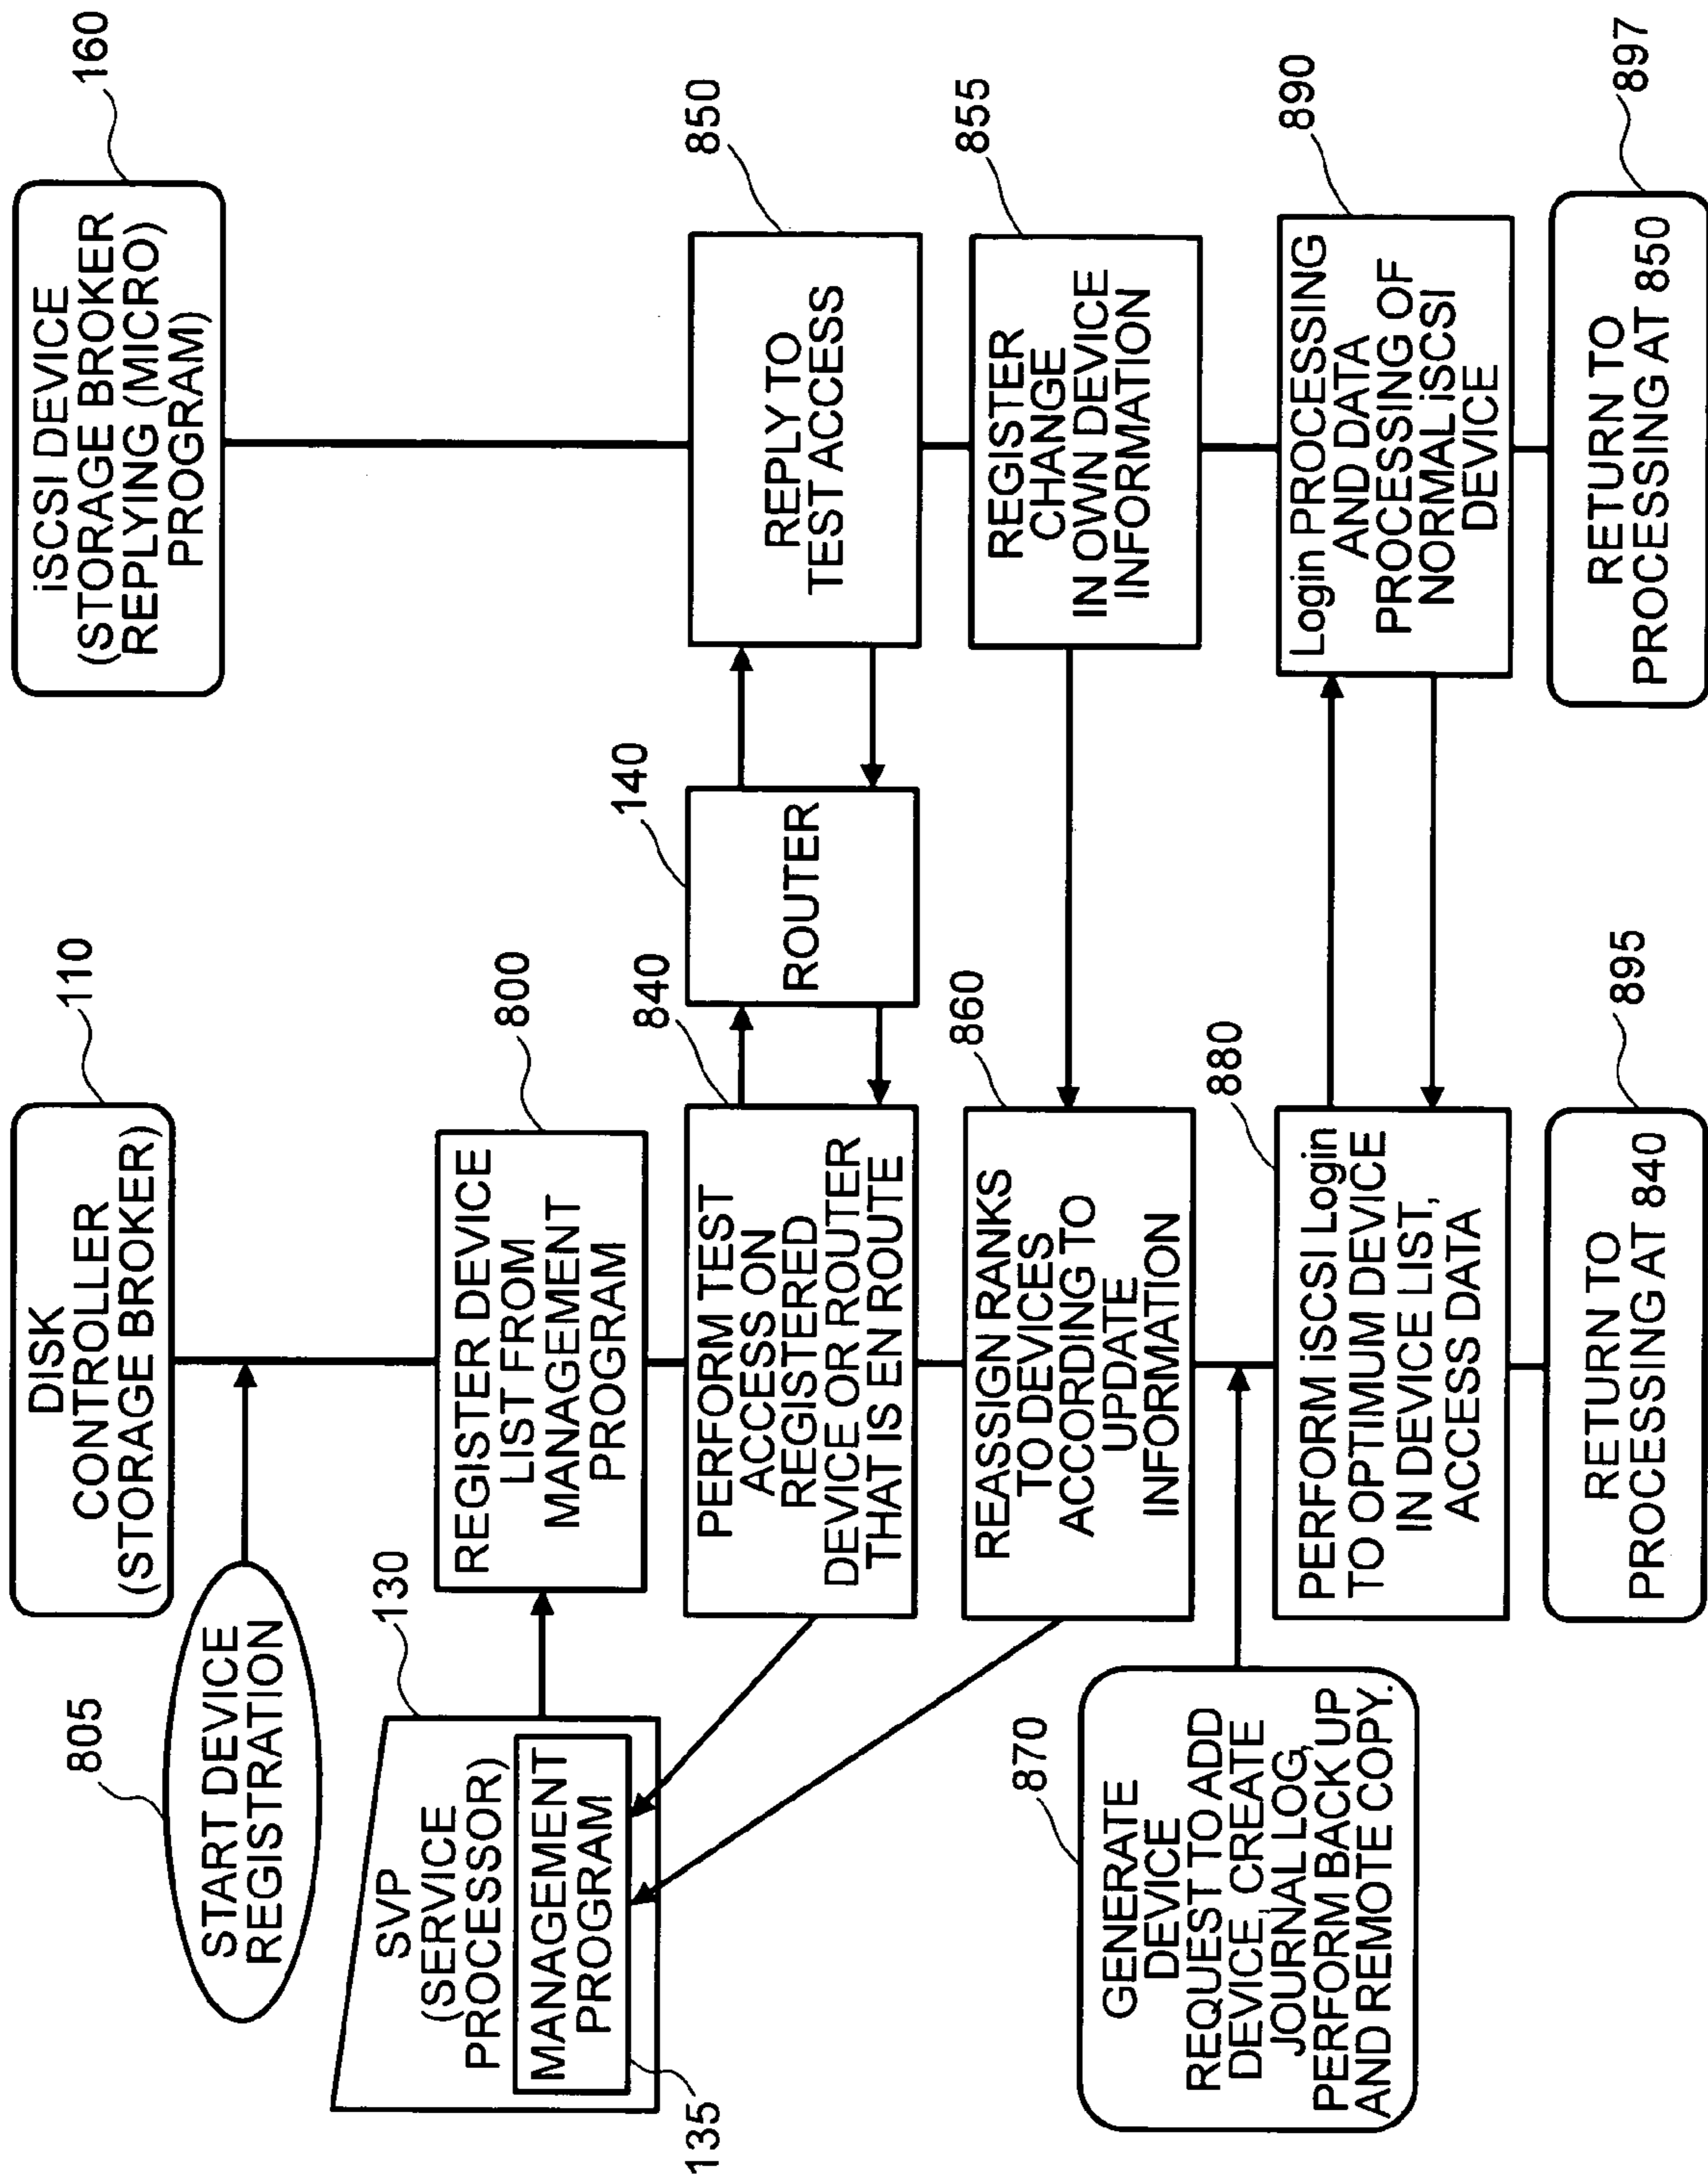 DISK
CONTROLLER
(STORAGE BROKER)
110
iSCSI DEVICE
(STORAGE BROKER
REPLYING (MICRO)
PROGRAM)
160
805
START DEVICE
REGISTRATION
SVP
(SERVICE
PROCESSOR)
MANAGEMENT
PROGRAM
130
135
REGISTER DEVICE
LIST FROM
MANAGEMENT
PROGRAM
800
PERFORM TEST
ACCESS ON
REGISTERED
DEVICE OR ROUTER
THAT IS EN ROUTE
840
ROUTER
140
REPLY TO
TEST ACCESS
850
REASSIGN RANKS
TO DEVICES
ACCORDING TO
UPDATE
INFORMATION
860
REGISTER
CHANGE
IN OWN DEVICE
INFORMATION
855
870
GENERATE
DEVICE
REQUEST TO ADD
DEVICE, CREATE
JOURNAL LOG,
PERFORM BACK UP
AND REMOTE COPY.
PERFORM iSCSI Login
TO OPTIMUM DEVICE
IN DEVICE LIST,
ACCESS DATA
880
Login PROCESSING
AND DATA
PROCESSING OF
NORMAL iSCSI
DEVICE
890
RETURN TO
PROCESSING AT 840
895
RETURN TO
PROCESSING AT 850
897